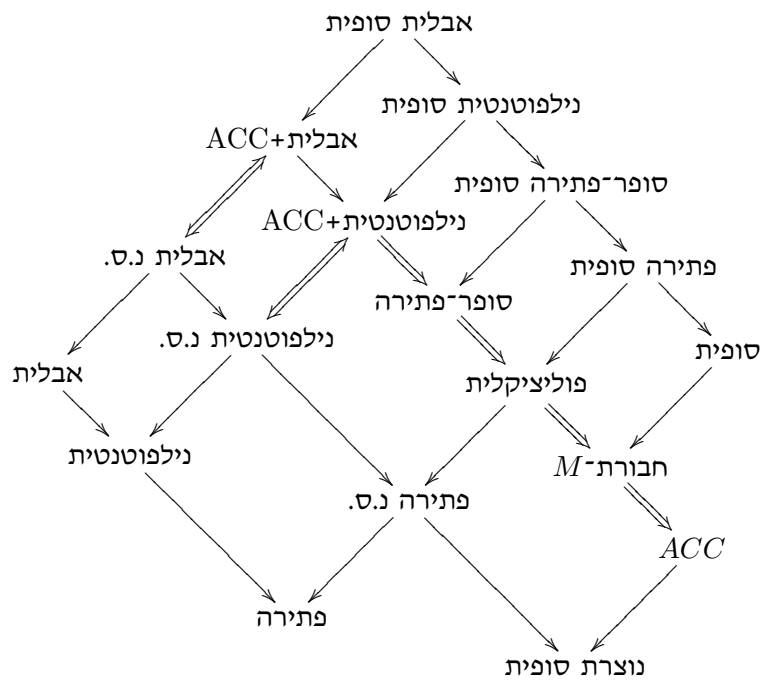 אבלית סופית
נילפוטנטית סופית
אבלית+ACC
סופר־פתירה סופית
נילפוטנטית+ACC
אבלית נ.ס.
פתירה סופית
סופר־פתירה
נילפוטנטית נ.ס.
סופית
אבלית
פוליציקלית
נילפוטנטית
חבורת־M
פתירה נ.ס.
ACC
פתירה
נוצרת סופית